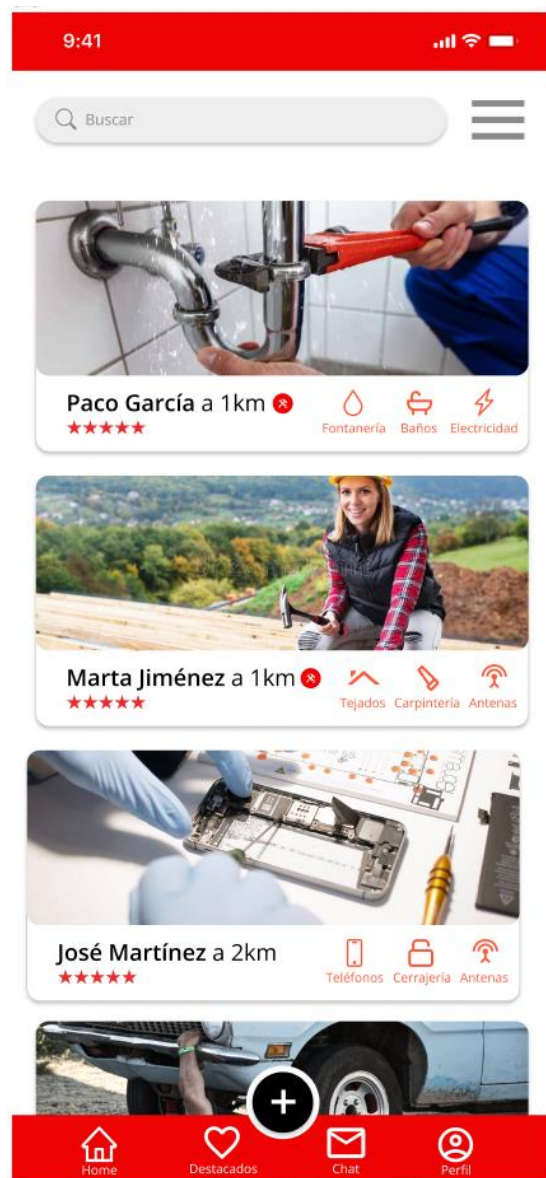 9:41
Buscar
Paco García a 1km
Fontanería Baños Electricidad
Marta Jiménez a 1km
Tejados Carpintería Antenas
José Martínez a 2km
Teléfonos Cerrajería Antenas
+
Home Destacados Chat Perfil